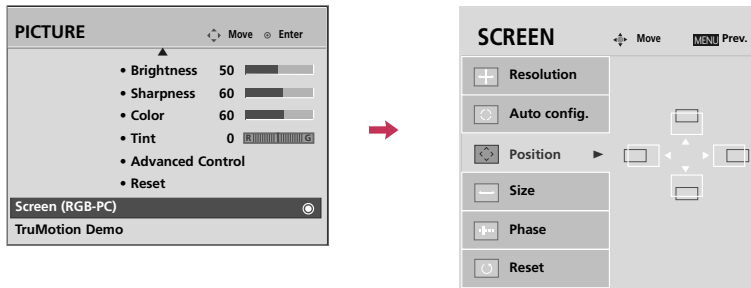 PICTURE Move Enter
• Brightness 50
• Sharpness 60
• Color 60
• Tint 0 R G
• Advanced Control
• Reset
Screen (RGB-PC)
TruMotion Demo
SCREEN Move MENU Prev.
Resolution
Auto config.
Position
Size
Phase
Reset